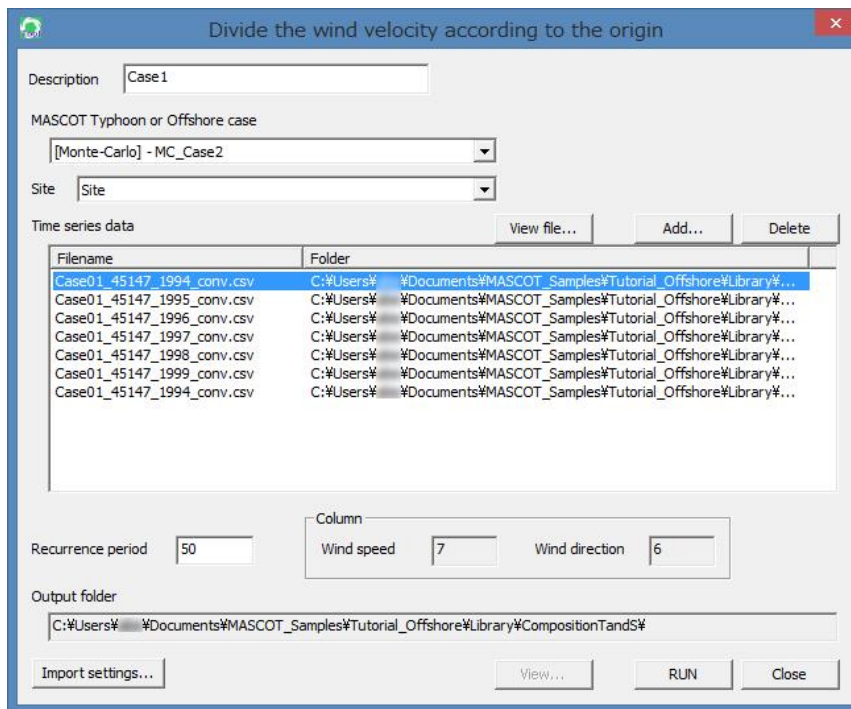 Divide the wind velocity according to the origin
Description Case1
MASCOT Typhoon or Offshore case
[Monte-Carlo] - MC_Case2
Site Site
Time series data View file... Add... Delete
Filename Folder
Case01_45147_1994_conv.csv C:¥Users¥ ¥Documents¥MASCOT_Samples¥Tutorial_Offshore¥Library¥...
Case01_45147_1995_conv.csv C:¥Users¥ ¥Documents¥MASCOT_Samples¥Tutorial_Offshore¥Library¥...
Case01_45147_1996_conv.csv C:¥Users¥ ¥Documents¥MASCOT_Samples¥Tutorial_Offshore¥Library¥...
Case01_45147_1997_conv.csv C:¥Users¥ ¥Documents¥MASCOT_Samples¥Tutorial_Offshore¥Library¥...
Case01_45147_1998_conv.csv C:¥Users¥ ¥Documents¥MASCOT_Samples¥Tutorial_Offshore¥Library¥...
Case01_45147_1999_conv.csv C:¥Users¥ ¥Documents¥MASCOT_Samples¥Tutorial_Offshore¥Library¥...
Case01_45147_1994_conv.csv C:¥Users¥ ¥Documents¥MASCOT_Samples¥Tutorial_Offshore¥Library¥...
Column
Recurrence period 50 Wind speed 7 Wind direction 6
Output folder
C:¥Users¥ ¥Documents¥MASCOT_Samples¥Tutorial_Offshore¥Library¥CompositionTandS¥
Import settings... View... RUN Close